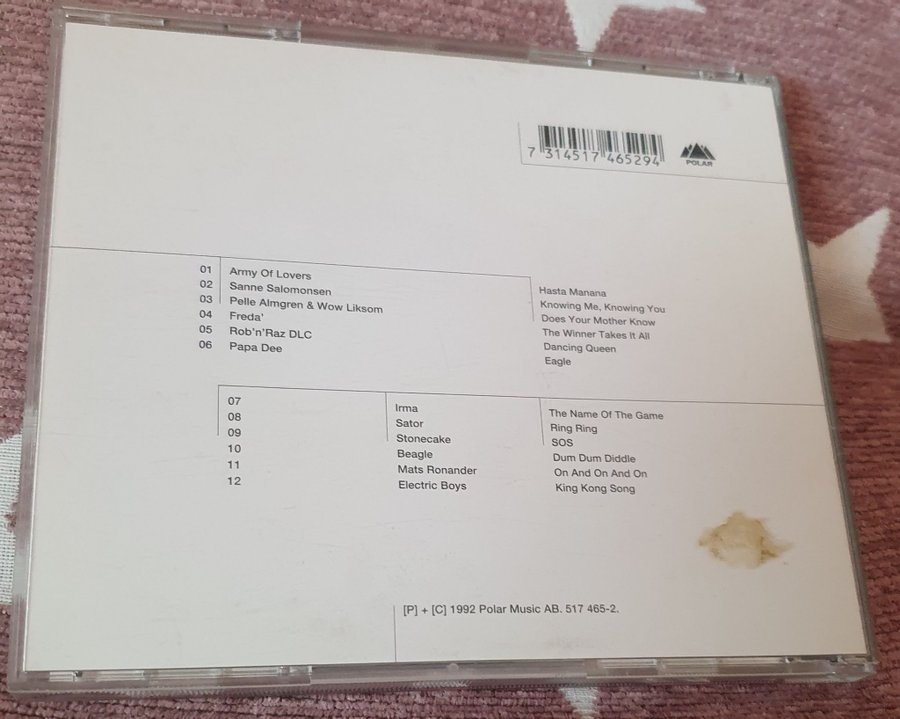 7 314517 465294
POLAR
01 Army Of Lovers Hasta Manana
02 Sanne Salomonsen Knowing Me, Knowing You
03 Pelle Almgren & Wow Liksom Does Your Mother Know
04 Freda' The Winner Takes It All
05 Rob'n'Raz DLC Dancing Queen
06 Papa Dee Eagle
07 Irma The Name Of The Game
08 Sator Ring Ring
09 Stonecake SOS
10 Beagle Dum Dum Diddle
11 Mats Ronander On And On And On
12 Electric Boys King Kong Song
[P] + [C] 1992 Polar Music AB. 517 465-2.